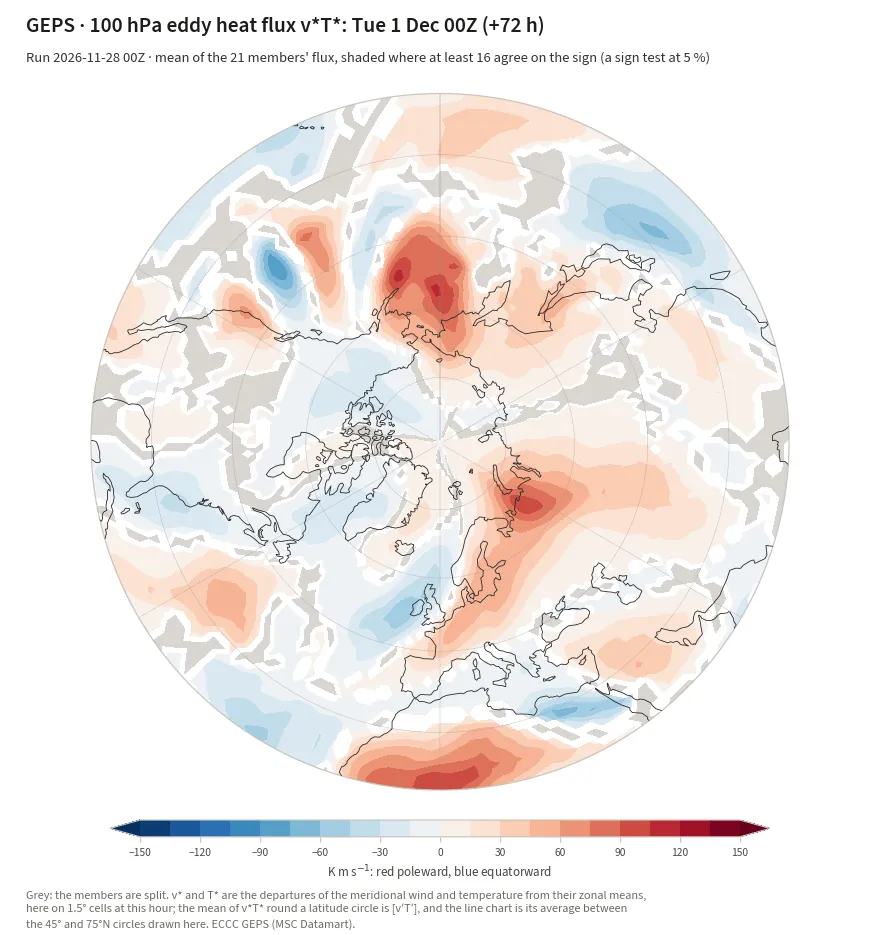 GEPS · 100 hPa eddy heat flux v*T*: Tue 1 Dec 00Z (+72 h)
Run 2026-11-28 00Z · mean of the 21 members' flux, shaded where at least 16 agree on the sign (a sign test at 5 %)
−150 −120 −90 −60 −30 0 30 60 90 120 150
K m s⁻¹: red poleward, blue equatorward
Grey: the members are split. v* and T* are the departures of the meridional wind and temperature from their zonal means,
here on 1.5° cells at this hour; the mean of v*T* round a latitude circle is [v′T′], and the line chart is its average between
the 45° and 75°N circles drawn here. ECCC GEPS (MSC Datamart).